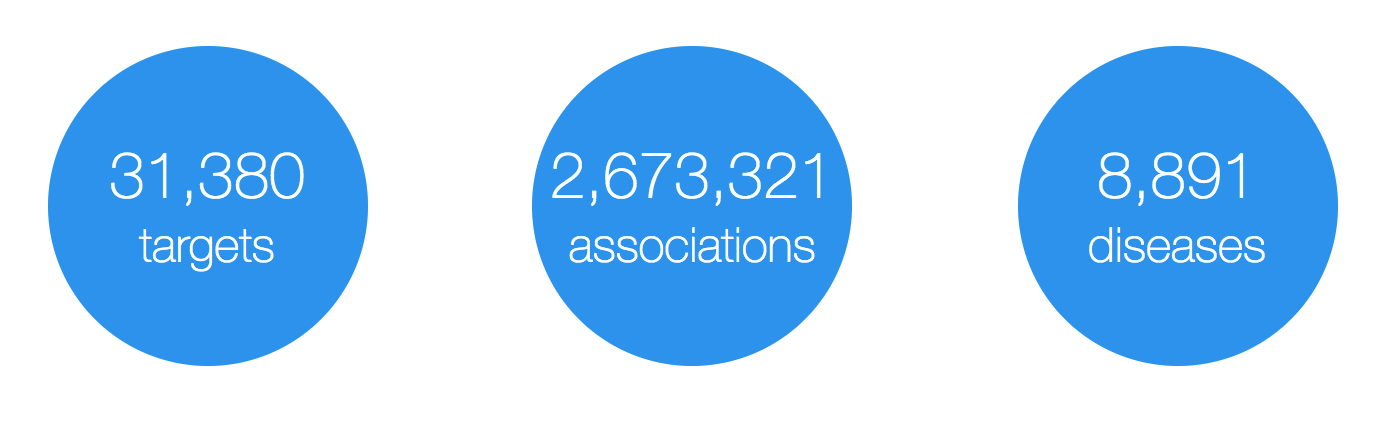 31,380
targets
2,673,321
associations
8,891
diseases